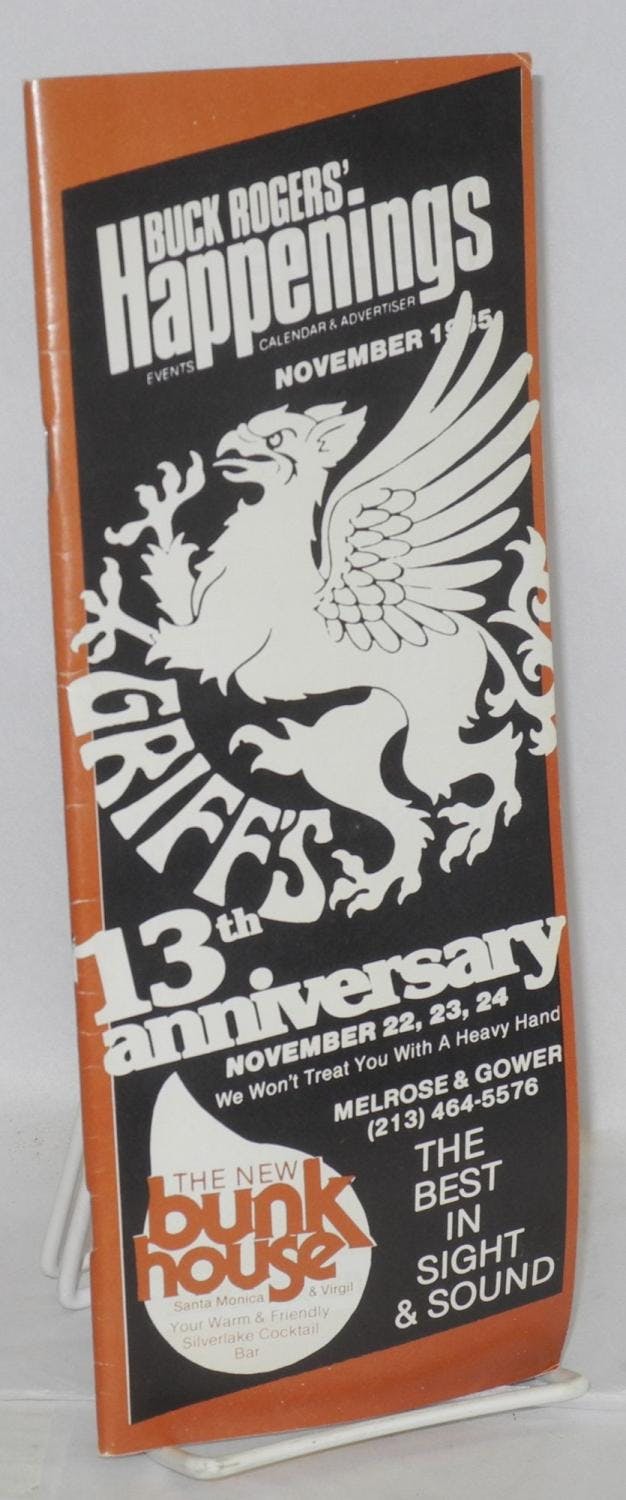 BUCK ROGERS'
Happenings
EVENTS CALENDAR & ADVERTISER
NOVEMBER 1985
GRIFF'S
13th
anniversary
NOVEMBER 22, 23, 24
We Won't Treat You With A Heavy Hand
MELROSE & GOWER
(213) 464-5576
THE NEW
bunk
house
Santa Monica & Virgil
Your Warm & Friendly
Silverlake Cocktail
Bar
THE
BEST
IN
SIGHT
& SOUND